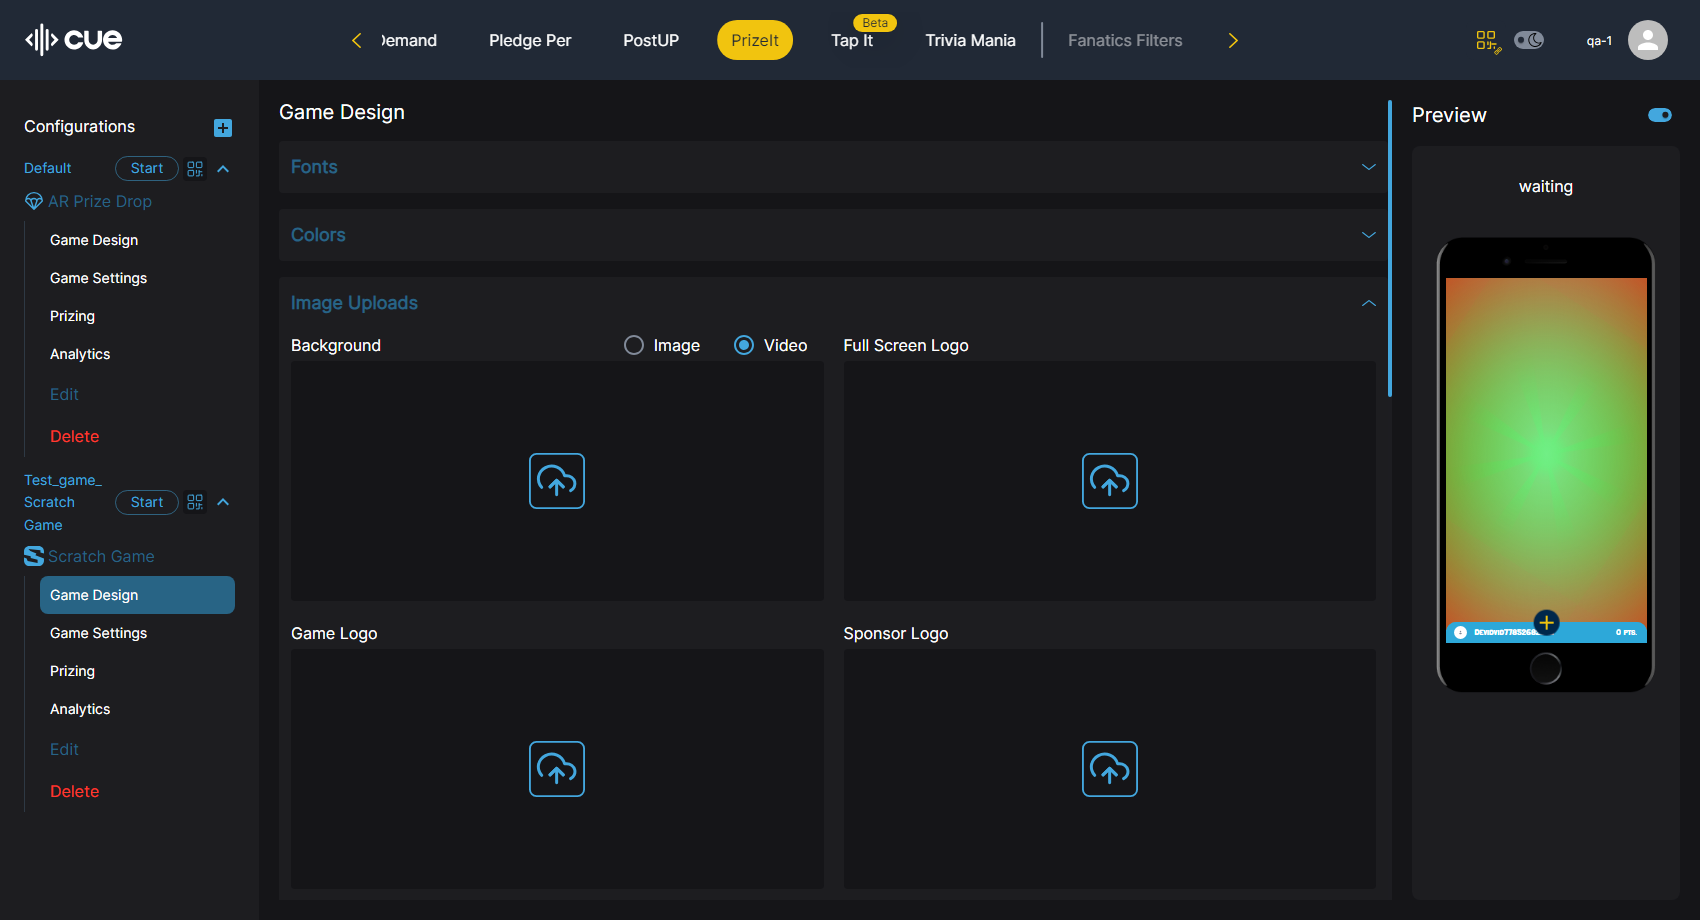 cue
Demand
Pledge Per
PostUP
PrizeIt
Beta
Tap It
Trivia Mania
Fanatics Filters
qa-1
Configurations
Default
Start
AR Prize Drop
Game Design
Game Settings
Prizing
Analytics
Edit
Delete
Test_game_
Scratch
Game
Start
Scratch Game
Game Design
Game Settings
Prizing
Analytics
Edit
Delete
Game Design
Fonts
Colors
Image Uploads
Background
Image
Video
Full Screen Logo
Game Logo
Sponsor Logo
Preview
waiting
0 PTS.